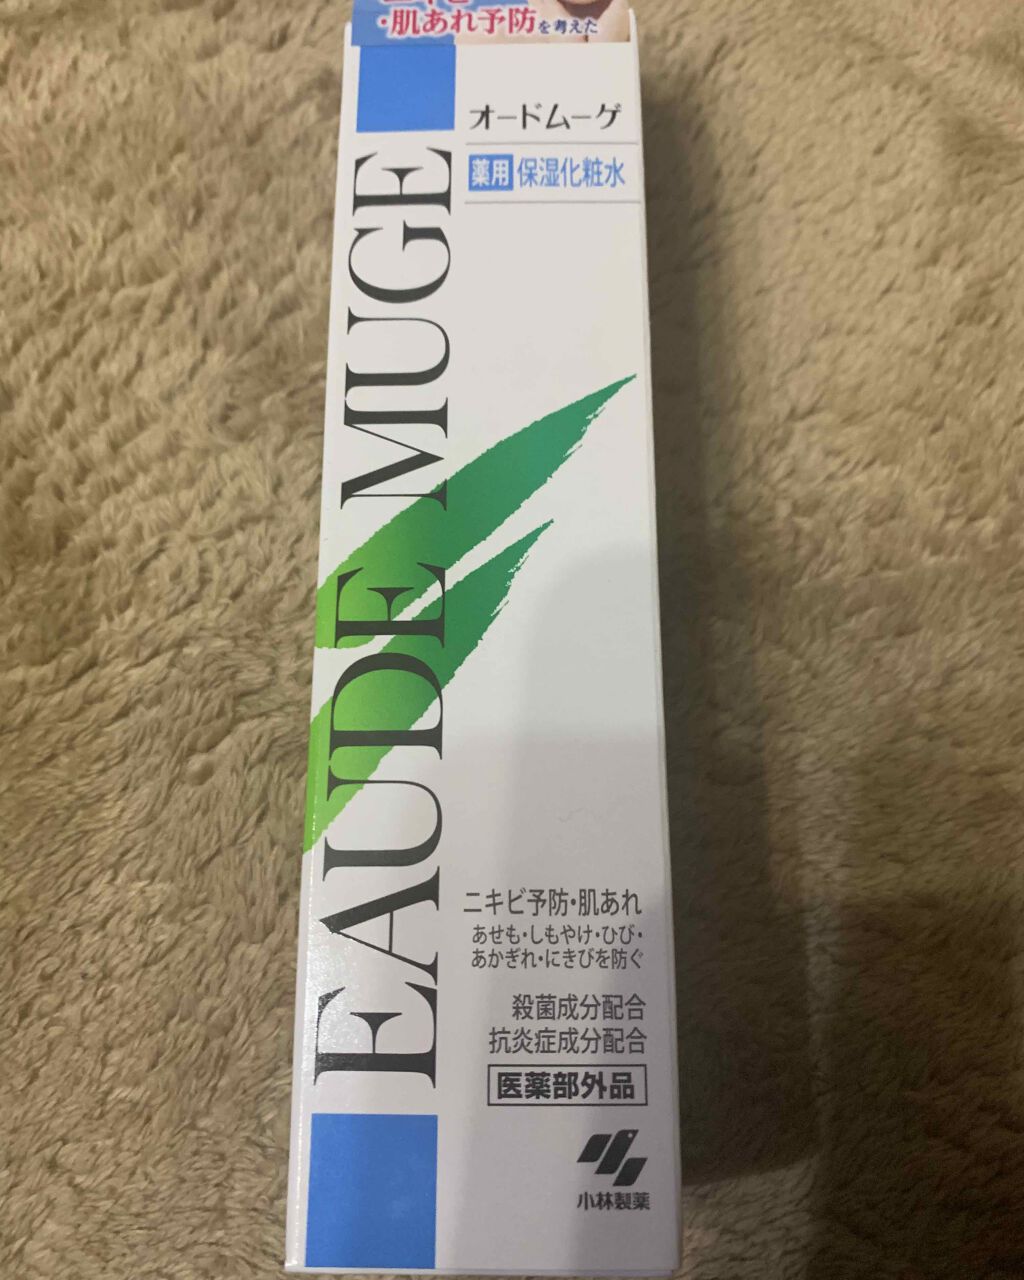 ・肌あれ予防を考えた
オードムーゲ
薬用 保湿化粧水
EAUDE MUGE
ニキビ予防・肌あれ
あせも・しもやけ・ひび・
あかぎれ・にきびを防ぐ
殺菌成分配合
抗炎症成分配合
医薬部外品
小林製薬